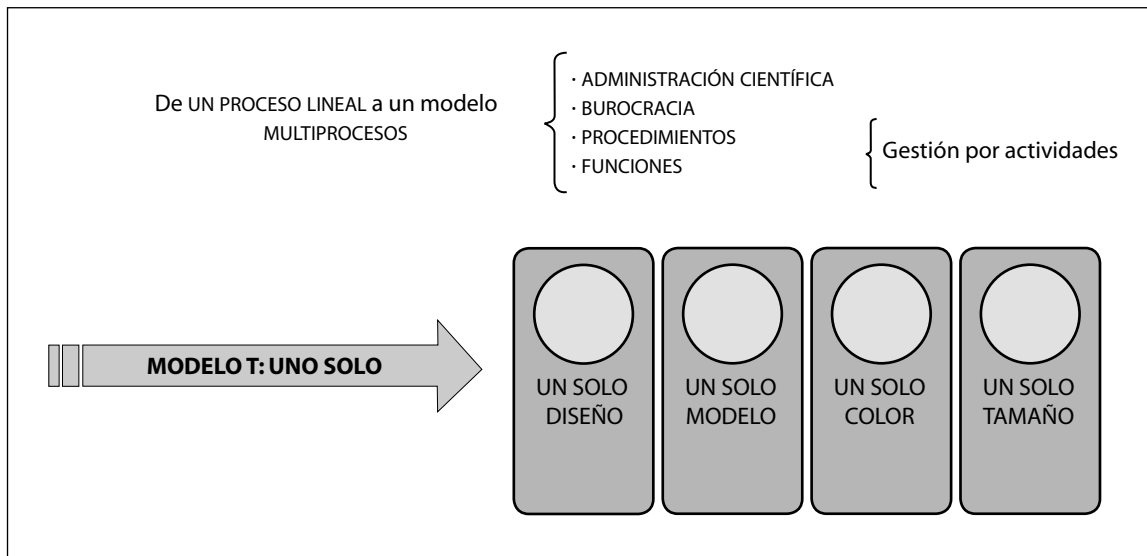 De UN PROCESO LINEAL a un modelo
MULTIPROCESOS
· ADMINISTRACIÓN CIENTÍFICA
· BUROCRACIA
· PROCEDIMIENTOS
· FUNCIONES
Gestión por actividades
MODELO T: UNO SOLO
UN SOLO
DISEÑO
UN SOLO
MODELO
UN SOLO
COLOR
UN SOLO
TAMAÑO